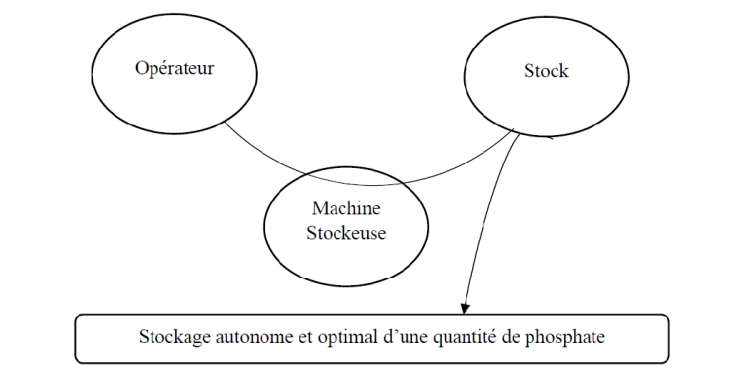 Opérateur
Stock
Machine
Stockeuse
Stockage autonome et optimal d’une quantité de phosphate